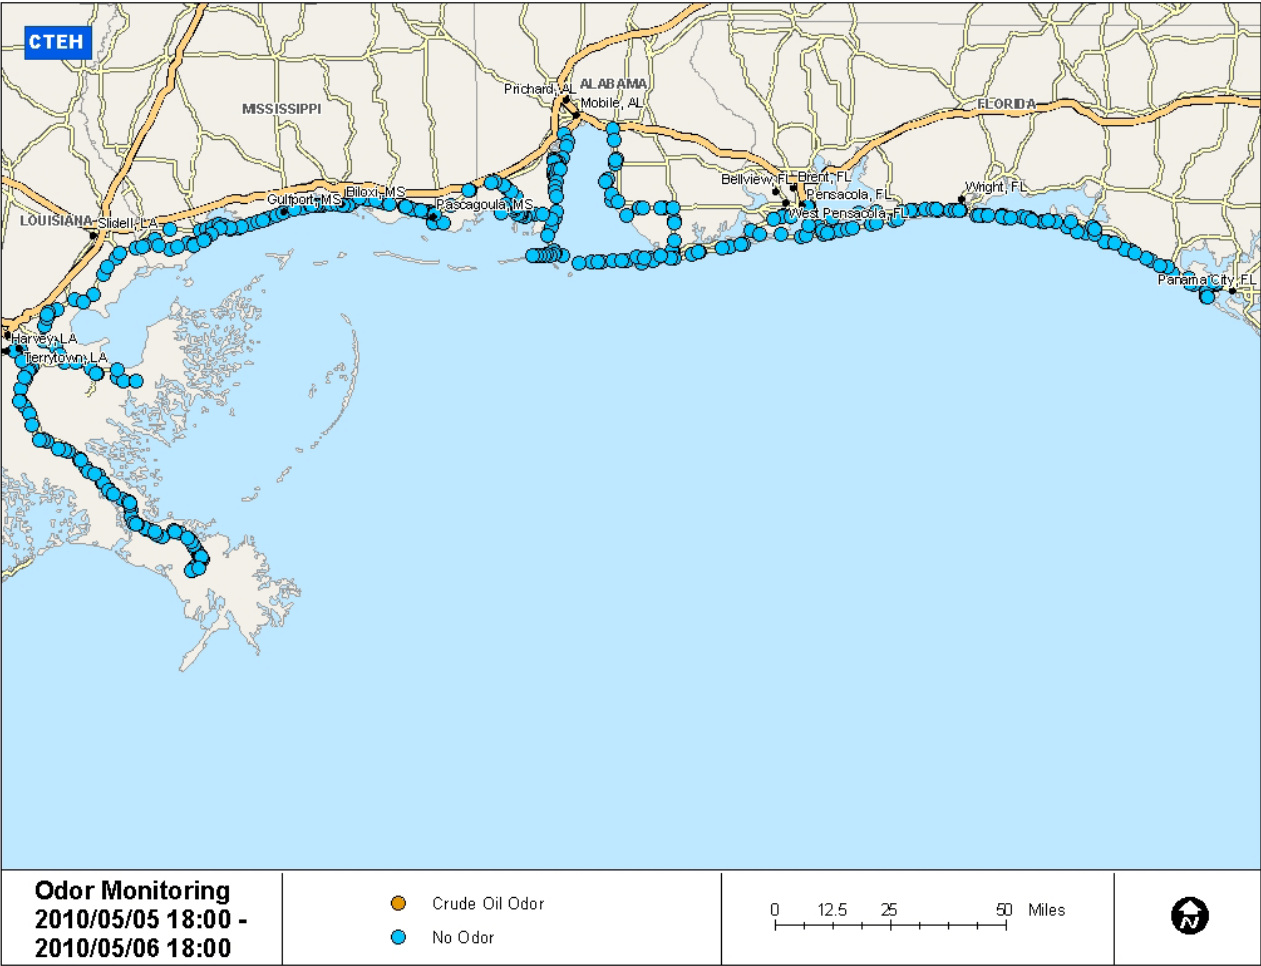 CTEH
ALABAMA
Prichard, AL
Mobile, AL
MISSISSIPPI
FLORIDA
Bellview, FL
Brent, FL
Wright, FL
Biloxi, MS
Pensacola, FL
Gulfport, MS
Pascagoula, MS
West Pensacola, FL
LOUISIANA
Slidell, LA
Panama City, FL
Harvey, LA
Terrytown, LA
Odor Monitoring
2010/05/05 18:00 -
2010/05/06 18:00
Crude Oil Odor
No Odor
0 12.5 25 50 Miles
N